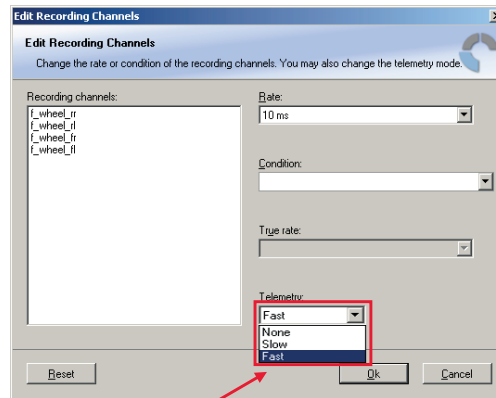 Edit Recording Channels
Edit Recording Channels
Change the rate or condition of the recording channels. You may also change the telemetry mode.
Recording channels:
f_wheel_rr
f_wheel_rl
f_wheel_fr
f_wheel_fl
Rate:
10 ms
Condition:
True rate:
Telemetry:
Fast
None
Slow
Fast
Reset
Ok
Cancel